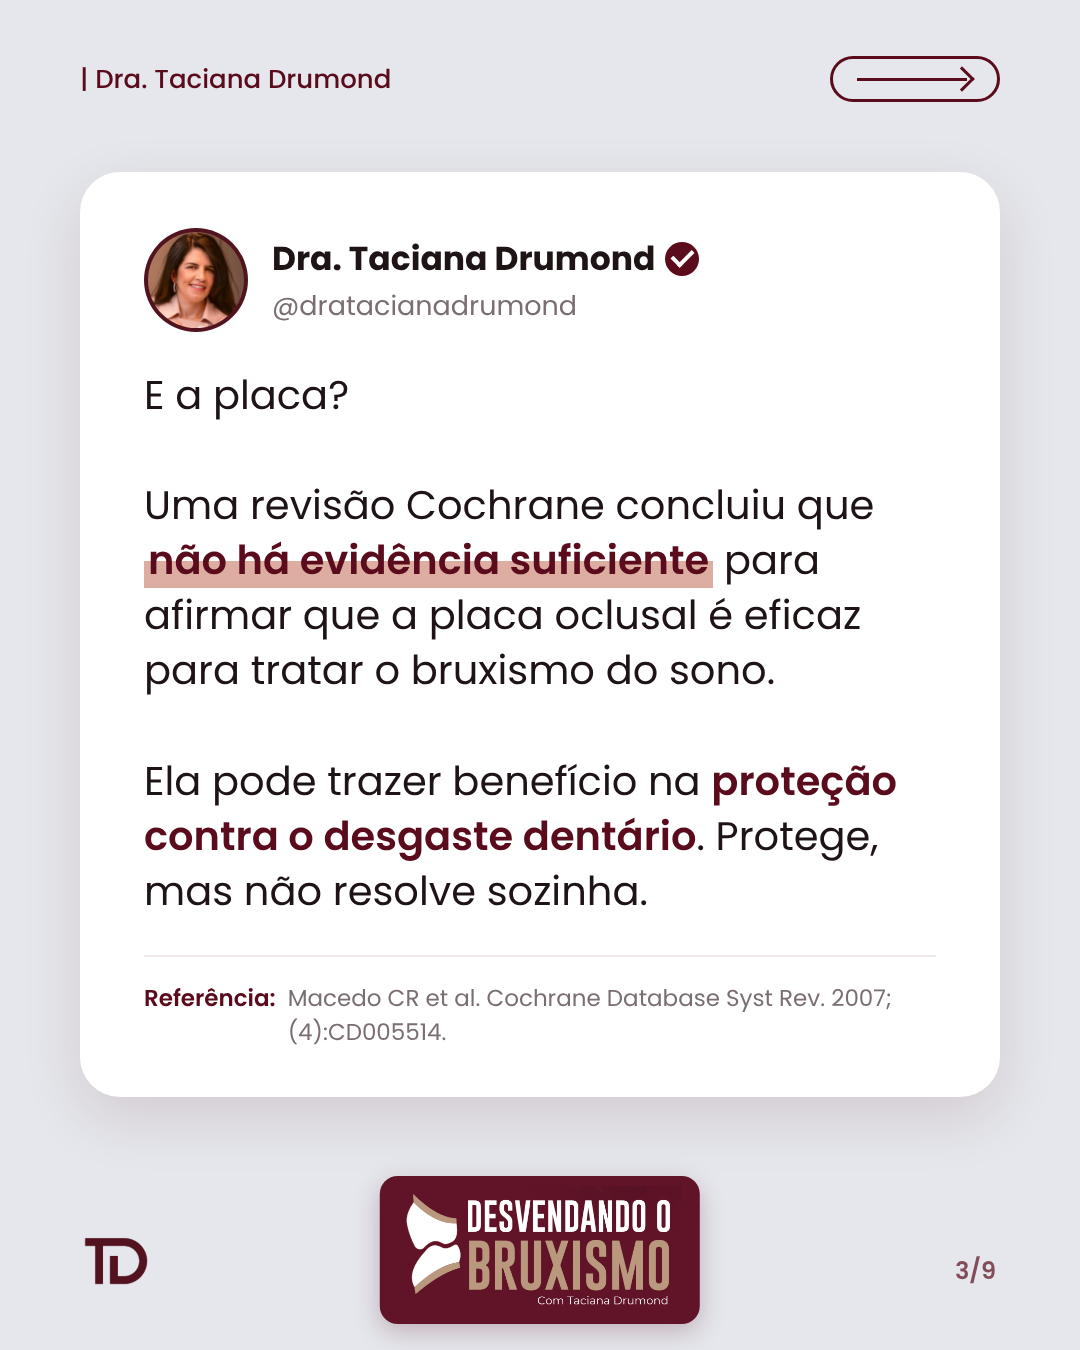 | Dra. Taciana Drumond
Dra. Taciana Drumond
@dratacianadrumond
E a placa?
Uma revisão Cochrane concluiu que
não há evidência suficiente para
afirmar que a placa oclusal é eficaz
para tratar o bruxismo do sono.
Ela pode trazer benefício na proteção
contra o desgaste dentário. Protege,
mas não resolve sozinha.
Referência: Macedo CR et al. Cochrane Database Syst Rev. 2007;
(4):CD005514.
TD
DESVENDANDO O
BRUXISMO
Com Taciana Drumond
3/9